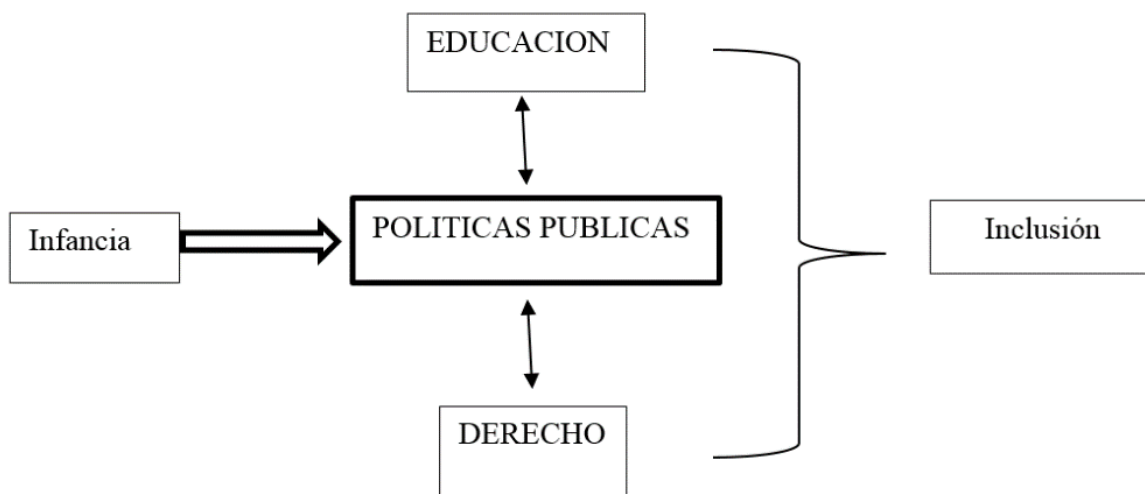 EDUCACION
POLITICAS PUBLICAS
Infancia
Inclusión
DERECHO